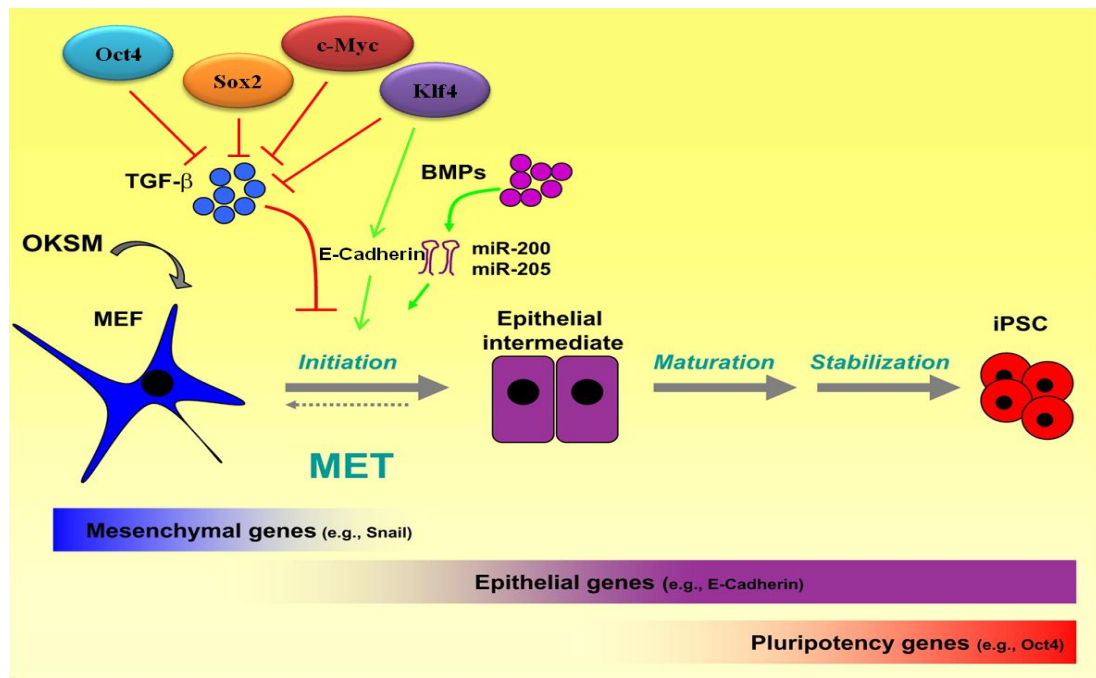 Oct4
Sox2
c-Myc
Klf4
TGF-β
BMPs
OKSM
E-Cadherin
miR-200
miR-205
MEF
Epithelial
intermediate
iPSC
Initiation
Maturation
Stabilization
MET
Mesenchymal genes (e.g., Snail)
Epithelial genes (e.g., E-Cadherin)
Pluripotency genes (e.g., Oct4)